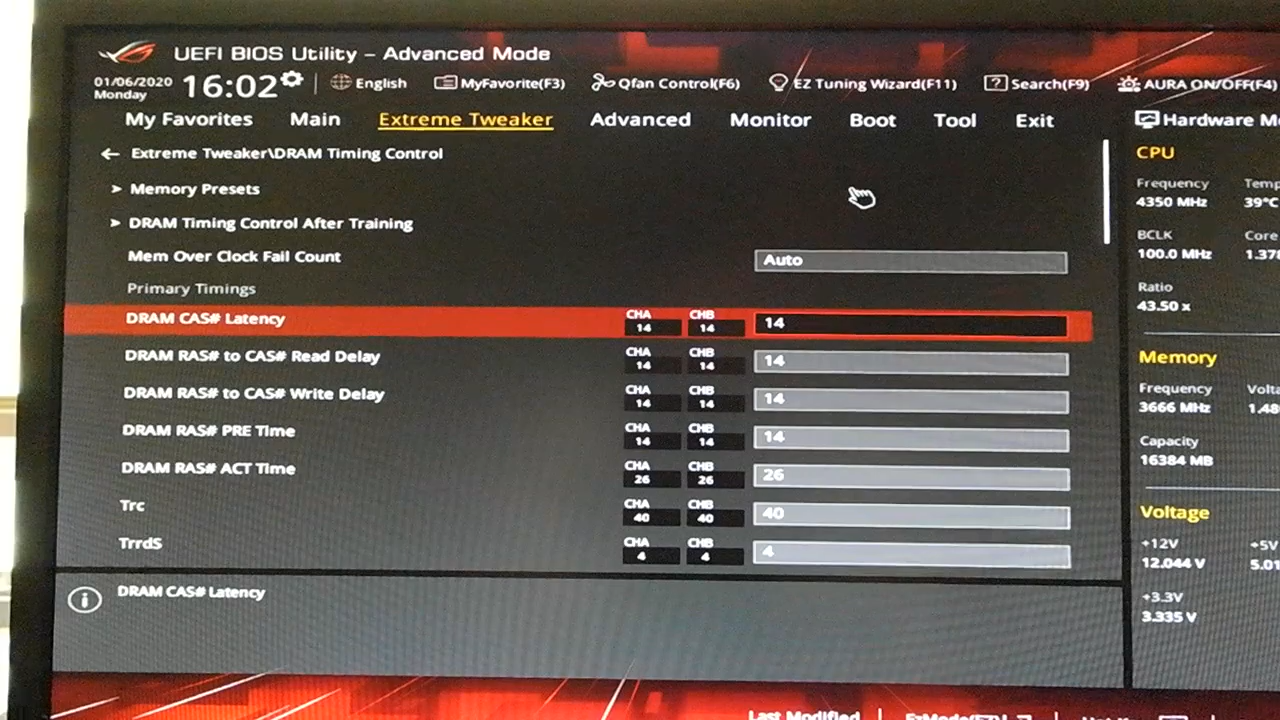 UEFI BIOS Utility – Advanced Mode
01/06/2020
Monday
16:02
English
MyFavorite(F3)
Qfan Control(F6)
EZ Tuning Wizard(F11)
Search(F9)
AURA ON/OFF(F4)
My Favorites
Main
Extreme Tweaker
Advanced
Monitor
Boot
Tool
Exit
Hardware Mo
Extreme Tweaker\DRAM Timing Control
Memory Presets
DRAM Timing Control After Training
Mem Over Clock Fail Count
Auto
Primary Timings
DRAM CAS# Latency
CHA
14
CHB
14
14
DRAM RAS# to CAS# Read Delay
CHA
14
CHB
14
14
DRAM RAS# to CAS# Write Delay
CHA
14
CHB
14
14
DRAM RAS# PRE Time
CHA
14
CHB
14
14
DRAM RAS# ACT Time
CHA
26
CHB
26
26
Trc
CHA
40
CHB
40
40
TrrdS
CHA
4
CHB
4
4
CPU
Frequency
4350 MHz
Temp
39°C
BCLK
100.0 MHz
Core
1.378
Ratio
43.50 x
Memory
Frequency
3666 MHz
Volta
1.48
Capacity
16384 MB
Voltage
+12V
12.044 V
+5V
5.01
+3.3V
3.335 V
DRAM CAS# Latency
Last Modified